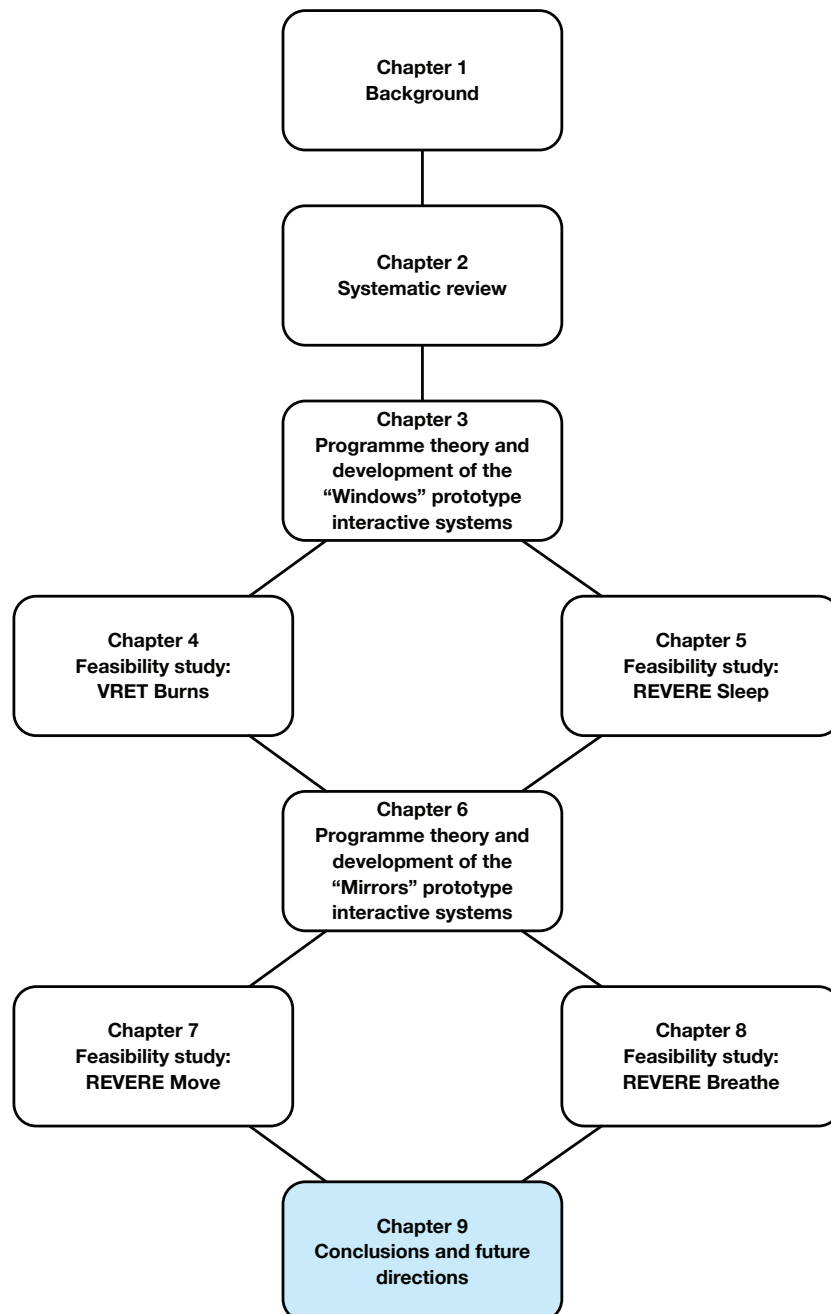 Chapter 1
Background
Chapter 2
Systematic review
Chapter 3
Programme theory and
development of the
“Windows” prototype
interactive systems
Chapter 4
Feasibility study:
VRET Burns
Chapter 5
Feasibility study:
REVERE Sleep
Chapter 6
Programme theory and
development of the
“Mirrors” prototype
interactive systems
Chapter 7
Feasibility study:
REVERE Move
Chapter 8
Feasibility study:
REVERE Breathe
Chapter 9
Conclusions and future
directions